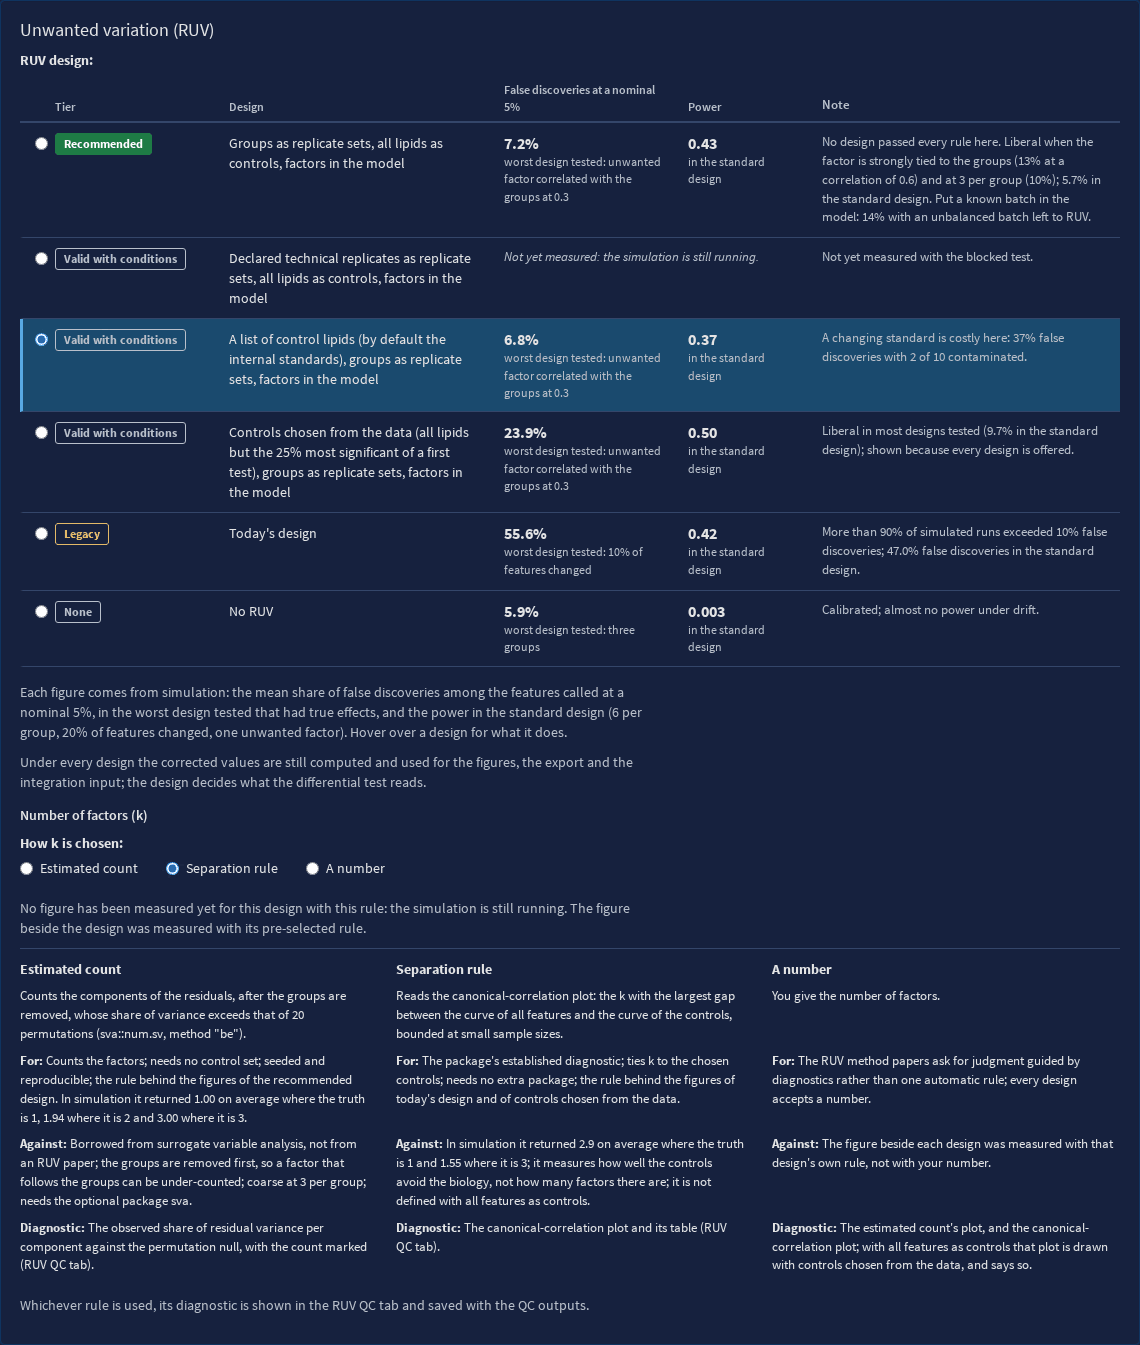 Unwanted variation (RUV)
RUV design:
Tier
Design
False discoveries at a nominal
5%
Power
Note
Recommended
Groups as replicate sets, all lipids as
controls, factors in the model
7.2%
worst design tested: unwanted
factor correlated with the
groups at 0.3
0.43
in the standard
design
No design passed every rule here. Liberal when the
factor is strongly tied to the groups (13% at a
correlation of 0.6) and at 3 per group (10%); 5.7% in
the standard design. Put a known batch in the
model: 14% with an unbalanced batch left to RUV.
Valid with conditions
Declared technical replicates as replicate
sets, all lipids as controls, factors in the
model
Not yet measured: the simulation is still running.
Not yet measured with the blocked test.
Valid with conditions
A list of control lipids (by default the
internal standards), groups as replicate
sets, factors in the model
6.8%
worst design tested: unwanted
factor correlated with the
groups at 0.3
0.37
in the standard
design
A changing standard is costly here: 37% false
discoveries with 2 of 10 contaminated.
Valid with conditions
Controls chosen from the data (all lipids
but the 25% most significant of a first
test), groups as replicate sets, factors in
the model
23.9%
worst design tested: unwanted
factor correlated with the
groups at 0.3
0.50
in the standard
design
Liberal in most designs tested (9.7% in the standard
design); shown because every design is offered.
Legacy
Today's design
55.6%
worst design tested: 10% of
features changed
0.42
in the standard
design
More than 90% of simulated runs exceeded 10% false
discoveries; 47.0% false discoveries in the standard
design.
None
No RUV
5.9%
worst design tested: three
groups
0.003
in the standard
design
Calibrated; almost no power under drift.
Each figure comes from simulation: the mean share of false discoveries among the features called at a
nominal 5%, in the worst design tested that had true effects, and the power in the standard design (6 per
group, 20% of features changed, one unwanted factor). Hover over a design for what it does.
Under every design the corrected values are still computed and used for the figures, the export and the
integration input; the design decides what the differential test reads.
Number of factors (k)
How k is chosen:
Estimated count
Separation rule
A number
No figure has been measured yet for this design with this rule: the simulation is still running. The figure
beside the design was measured with its pre-selected rule.
Estimated count
Counts the components of the residuals, after the groups are
removed, whose share of variance exceeds that of 20
permutations (sva::num.sv, method "be").
For: Counts the factors; needs no control set; seeded and
reproducible; the rule behind the figures of the recommended
design. In simulation it returned 1.00 on average where the truth
is 1, 1.94 where it is 2 and 3.00 where it is 3.
Against: Borrowed from surrogate variable analysis, not from
an RUV paper; the groups are removed first, so a factor that
follows the groups can be under-counted; coarse at 3 per group;
needs the optional package sva.
Diagnostic: The observed share of residual variance per
component against the permutation null, with the count marked
(RUV QC tab).
Separation rule
Reads the canonical-correlation plot: the k with the largest gap
between the curve of all features and the curve of the controls,
bounded at small sample sizes.
For: The package's established diagnostic; ties k to the chosen
controls; needs no extra package; the rule behind the figures of
today's design and of controls chosen from the data.
Against: In simulation it returned 2.9 on average where the truth
is 1 and 1.55 where it is 3; it measures how well the controls
avoid the biology, not how many factors there are; it is not
defined with all features as controls.
Diagnostic: The canonical-correlation plot and its table (RUV
QC tab).
A number
You give the number of factors.
For: The RUV method papers ask for judgment guided by
diagnostics rather than one automatic rule; every design
accepts a number.
Against: The figure beside each design was measured with that
design's own rule, not with your number.
Diagnostic: The estimated count's plot, and the canonical-
correlation plot; with all features as controls that plot is drawn
with controls chosen from the data, and says so.
Whichever rule is used, its diagnostic is shown in the RUV QC tab and saved with the QC outputs.